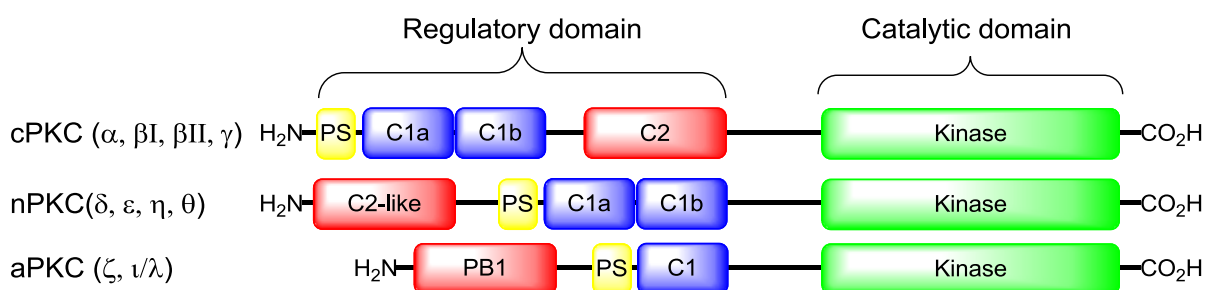 Regulatory domain Catalytic domain
cPKC (α, βI, βII, γ) H₂N PS C1a C1b C2 Kinase CO₂H
nPKC(δ, ε, η, θ) H₂N C2-like PS C1a C1b Kinase CO₂H
aPKC (ζ, ι/λ) H₂N PB1 PS C1 Kinase CO₂H